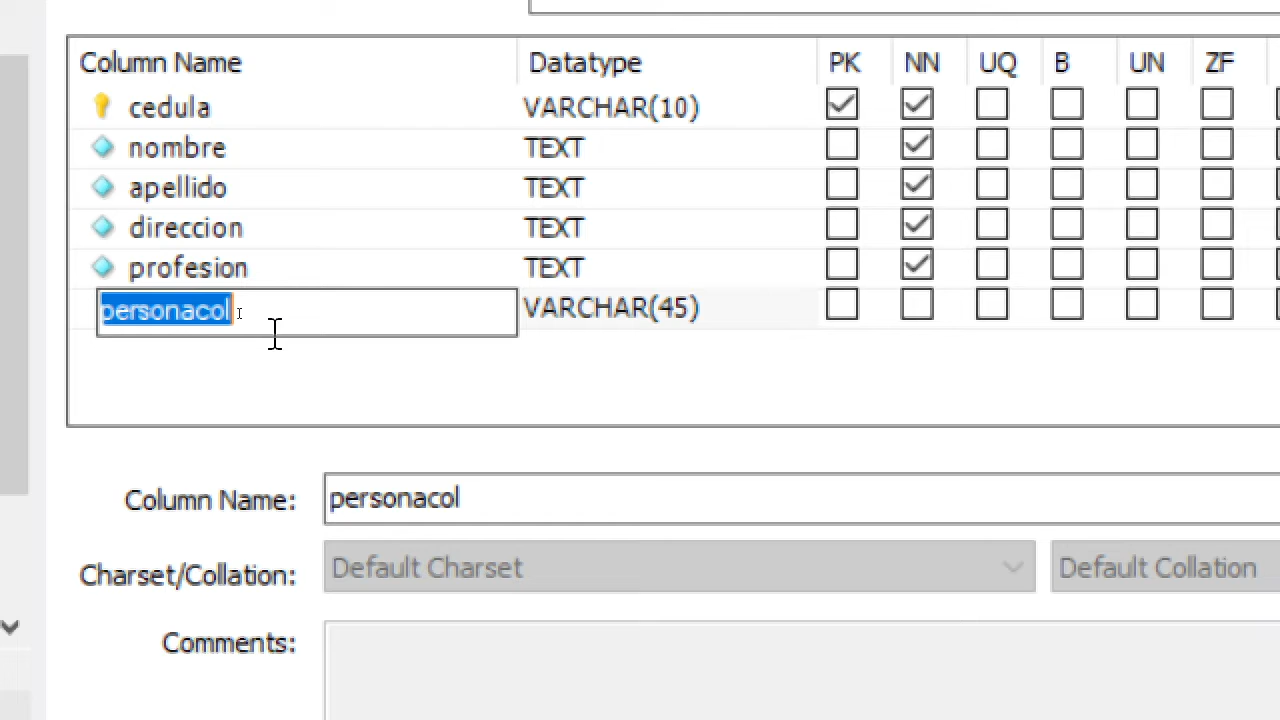 Column Name Datatype PK NN UQ B UN ZF
cedula VARCHAR(10)
nombre TEXT
apellido TEXT
direccion TEXT
profesion TEXT
personacol VARCHAR(45)
Column Name: personacol
Charset/Collation: Default Charset Default Collation
Comments: